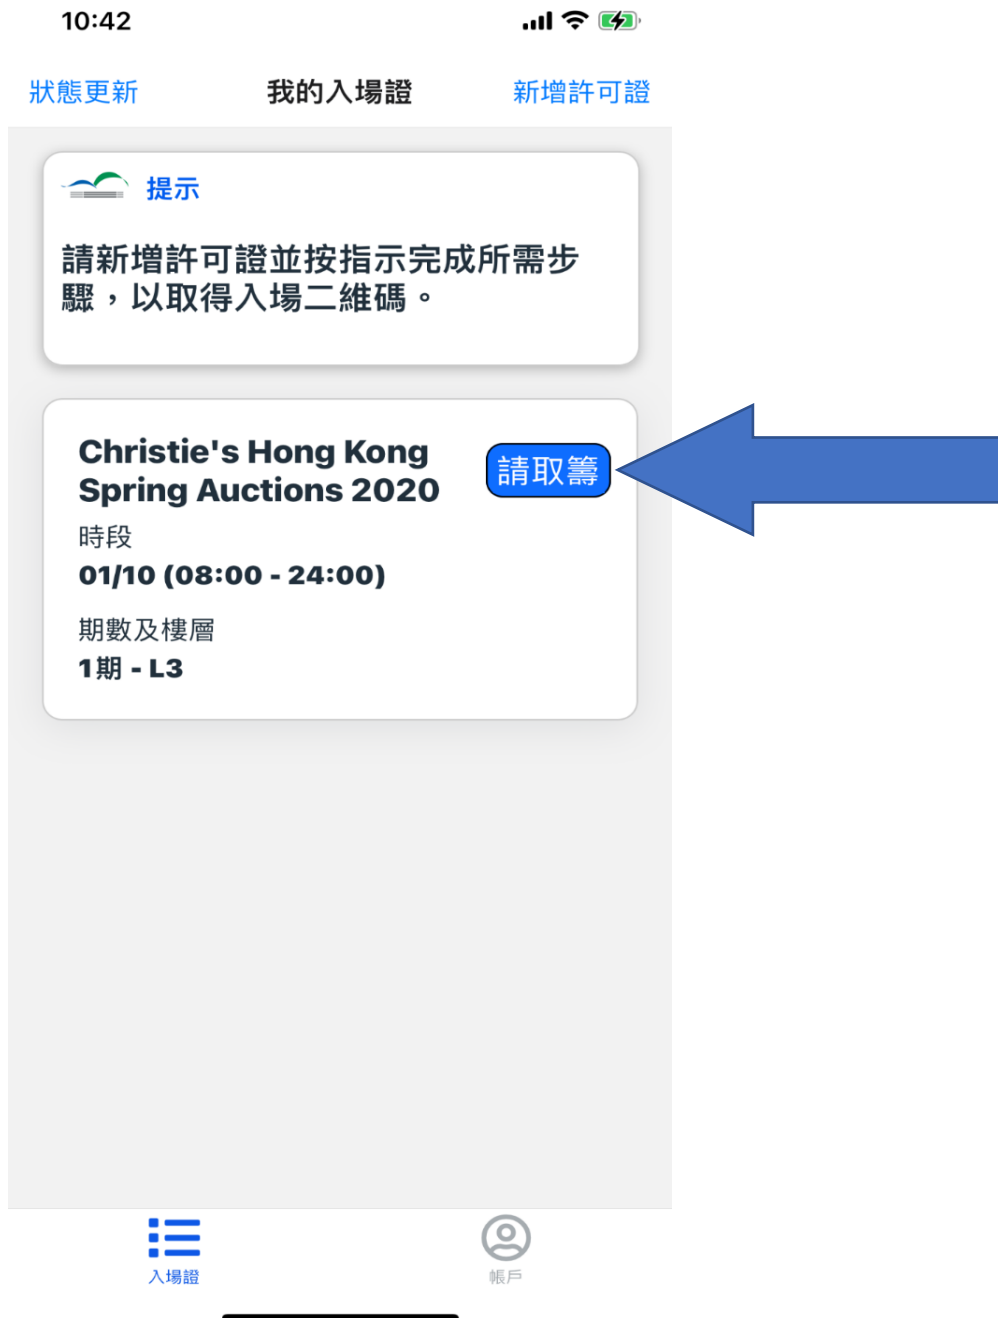 10:42
狀態更新 我的入場證 新增許可證
提示
請新增許可證並按指示完成所需步
驟，以取得入場二維碼。
Christie's Hong Kong
Spring Auctions 2020
請取籌
時段
01/10 (08:00 - 24:00)
期數及樓層
1期 - L3
入場證 帳戶